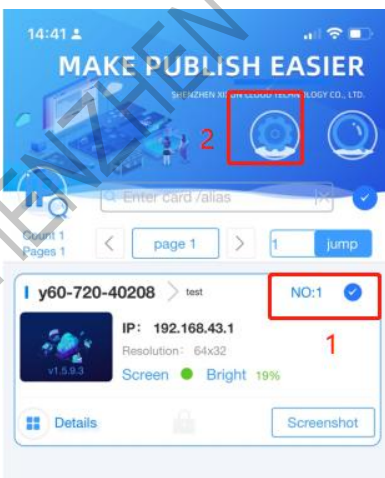 14:41
MAKE PUBLISH EASIER
SHENZHEN XIXUN CLOUD TECHNOLOGY CO., LTD.
2
Enter card /alias
Count 1
Pages 1
page 1
1
jump
y60-720-40208
test
NO:1
IP: 192.168.43.1
1
Resolution: 64x32
v1.5.9.3
Screen
Bright 19%
Details
Screenshot